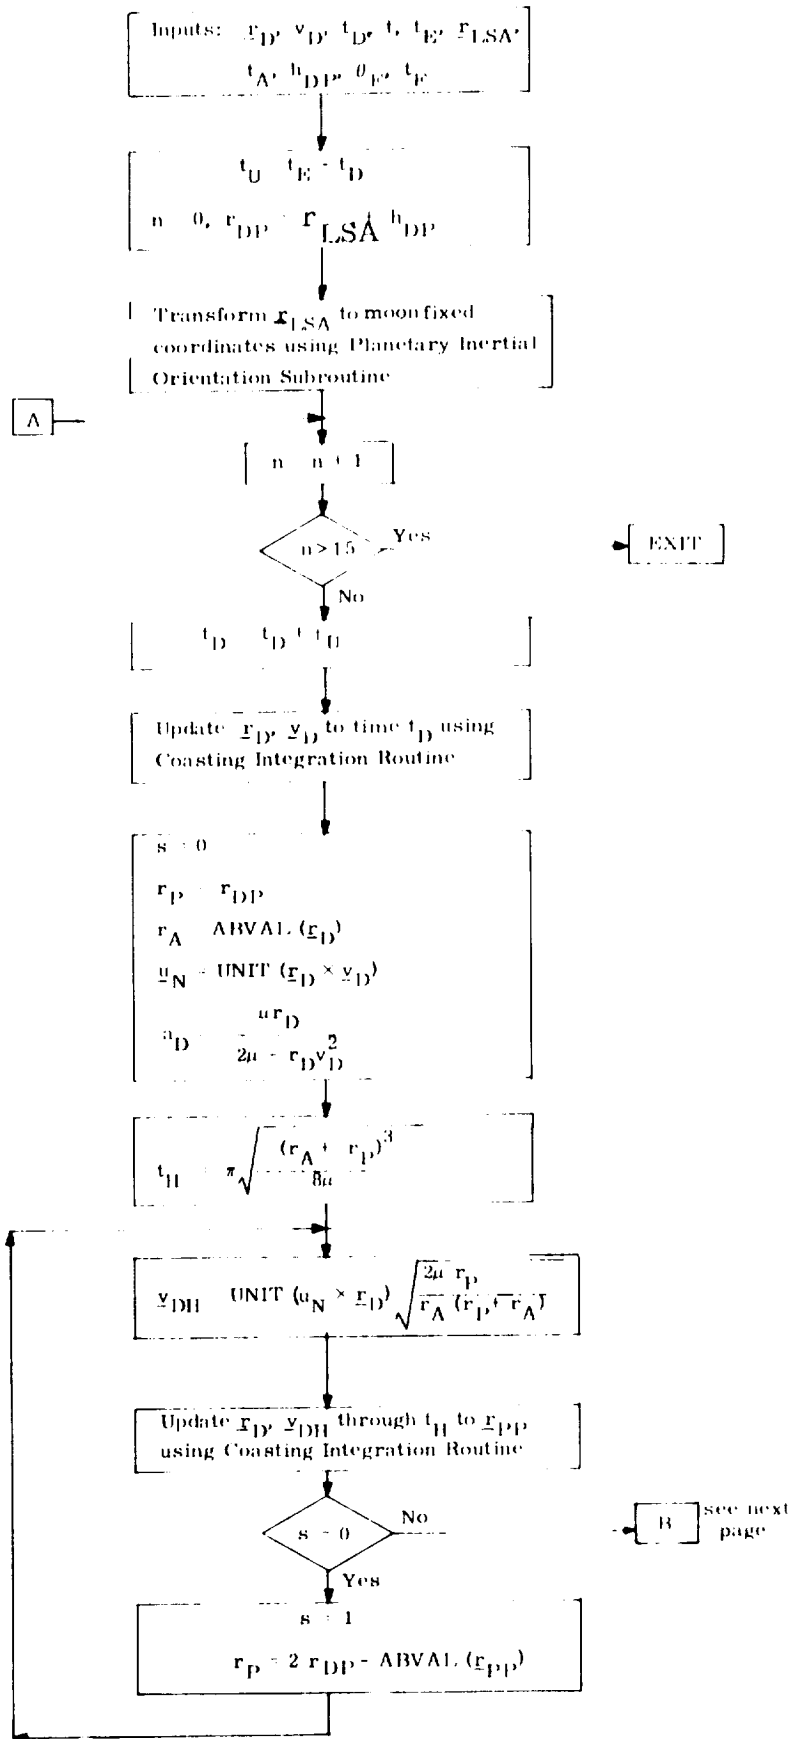 Inputs: r_D, v_D, t_D, t, t_E, r_LSA,
t_A, h_DP, θ_F, t_F
t_U t_E - t_D
n 0, r_DP - r_LSA + h_DP
Transform r_LSA to moon fixed
coordinates using Planetary Inertial
Orientation Subroutine
A
n n + 1
n > 15
Yes
EXIT
No
t_D t_D + t_U
Update r_D, v_D to time t_D using
Coasting Integration Routine
s = 0
r_P - r_DP
r_A ABVAL (r_D)
u_N - UNIT (r_D × v_D)
a_D - μ r_D / 2μ - r_D v_D^2
t_H - π √ (r_A + r_P)^3 / 8μ
v_DH UNIT (u_N × r_D) √ 2μ r_P / r_A (r_P + r_A)
Update r_D, v_DH through t_H to r_PP
using Coasting Integration Routine
s - 0
No
B
see next
page
Yes
s = 1
r_P - 2 r_DP - ABVAL (r_PP)